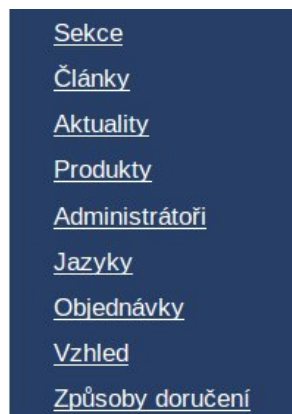 Sekce
Články
Aktuality
Produkty
Administrátoři
Jazyky
Objednávky
Vzhled
Způsoby doručení